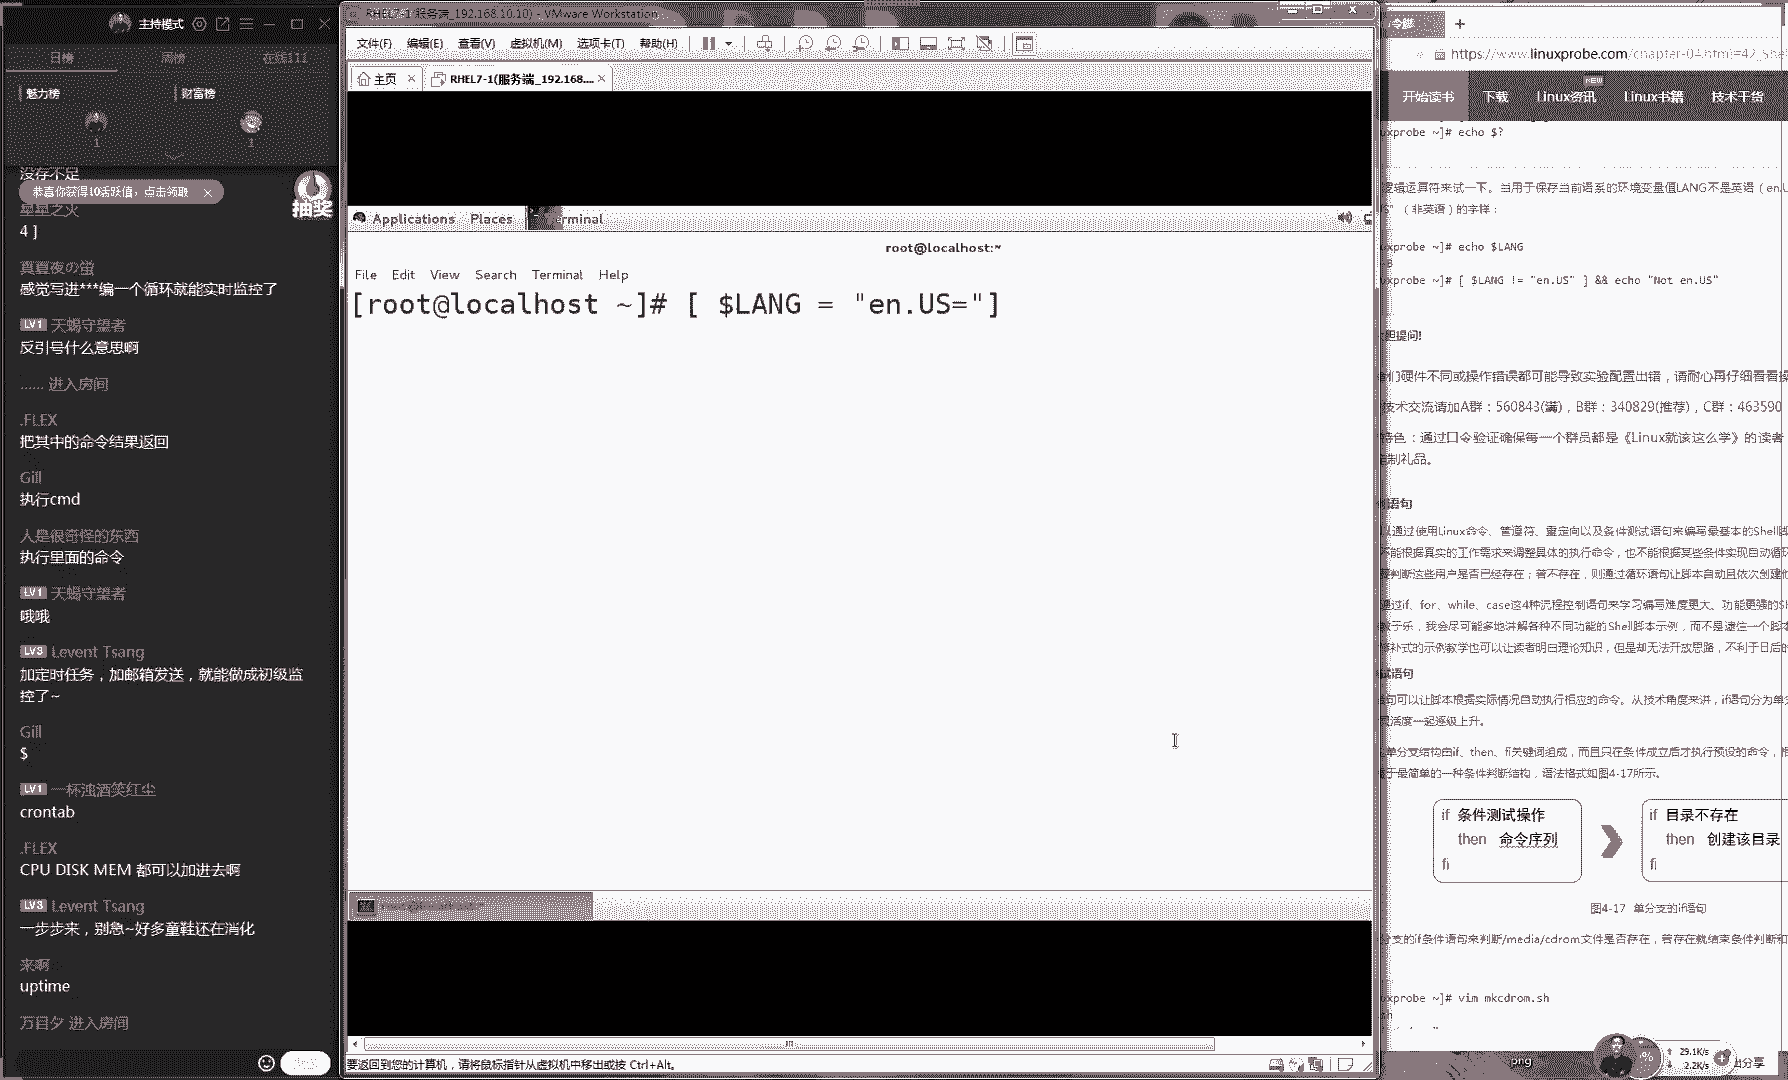 主持模式
日榜 周榜 在线111
魅力榜 财富榜
1 1
没存不足
恭喜你获得10活跃值，点击领取 ×
抽奖
星星之火
4 ]
真夏夜の萤
感觉写进***编一个循环就能实时监控了
LV1 天蝎守望者
反引号什么意思啊
...... 进入房间
.FLEX
把其中的命令结果返回
Gill
执行cmd
人是很奇怪的东西
执行里面的命令
LV1 天蝎守望者
哦哦
LV3 Levent Tsang
加定时任务，加邮箱发送，就能做成初级监
控了~
Gill
$
LV1 一杯浊酒笑红尘
crontab
.FLEX
CPU DISK MEM 都可以加进去啊
LV3 Levent Tsang
一步步来，别急~好多童鞋还在消化
来啊
uptime
万目夕 进入房间
RHEL7-1(服务端_192.168.10.10) - VMware Workstation
文件(F) 编辑(E) 查看(V) 虚拟机(M) 选项卡(T) 帮助(H)
主页 × RHEL7-1(服务端_192.168.... ×
Applications Places Terminal
root@localhost:~
File Edit View Search Terminal Help
[root@localhost ~]# [ $LANG = "en.US="]
要返回到您的计算机，请将鼠标指针从虚拟机中移出或按 Ctrl+Alt。
令脚
https://www.linuxprobe.com/chapter-04.html#42_She
开始读书 下载 Linux资讯 NEW Linux书籍 技术干货
uxprobe ~]# echo $?
逻辑运算符来试一下。当用于保存当前语系的环境变量值LANG不是英语（en.U
US"（非英语）的字样：
uxprobe ~]# echo $LANG
-8
uxprobe ~]# [ $LANG != "en.US" ] && echo "Not en.US"
提问!
们硬件不同或操作错误都可能导致实验配置出错，请耐心再仔细看看操
技术交流请加A群：560843(满)，B群：340829(推荐)，C群：463590
特色：通过口令验证确保每一个群员都是《Linux就该这么学》的读者
制礼品。
语句
以通过使用Linux命令、管道符、重定向以及条件测试语句来编写最基本的Shell脚
不能根据真实的工作需求来调整具体的执行命令，也不能根据某些条件实现自动循环
要判断这些用户是否已经存在；若不存在，则通过循环语句让脚本自动且依次创建他
通过if、for、while、case这4种流程控制语句来学习编写难度更大、功能更强的Sh
教于乐，我会尽可能多地讲解各种不同功能的Shell脚本示例，而不是逮住一个脚本
修补式的示例教学也可以让读者明白理论知识，但是却无法开放思路，不利于日后的
试语句
句可以让脚本根据实际情况自动执行相应的命令。从技术角度来讲，if语句分为单分
灵活度一起逐级上升。
单分支结构由if、then、fi关键词组成，而且只在条件成立后才执行预设的命令，相
于是简单的一种条件判断结构，语法格式如图4-17所示。
if 条件测试操作
then 命令序列
fi
if 目录不存在
then 创建该目录
fi
图4-17 单分支的if语句
分支的if条件语句来判断/media/cdrom文件是否存在，若存在就结束条件判断和
uxprobe ~]# vim mkcdrom.sh
sh
png
%
29.1K/s
2.2K/s
分享